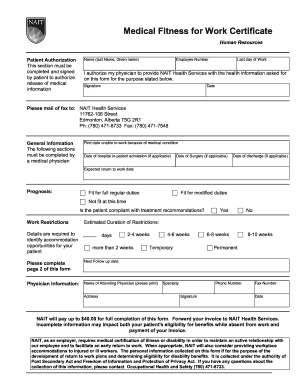 NAIT
Medical Fitness for Work Certificate
Human Resources
Patient Authorization
This section must be
completed and signed
by patient to authorize
release of medical
information
Name (last Name, Given name)
Employee Number
Last day of Work
I authorize my physician to provide NAIT Health Services with the health information asked for
on this form for the purpose stated below.
Signature
Date
Please mail of fax to:
NAIT Health Services
11762-106 Street
Edmonton, Alberta T5G 2R1
Ph: (780) 471-8733 Fax: (780) 471-7548
General Information
The following sections
must be completed by
a medical physician
First date unable to work because of medical condition
Date of hospital in-patient admission (if applicable)
Date of Surgery (if applicable)
Date of discharge (if applicable)
Expected return to work date
Prognosis:
Fit for full regular duties
Fit for modified duties
Not fit at this time
Is the patient compliant with treatment recommendations?
Yes
No
Work Restrictions
Estimated Duration of Restrictions:
Details are required to
identify accommodation
opportunities for your
patient
days
2-4 weeks
4-6 weeks
6-8 weeks
8-10 weeks
more than 2 weeks
Temporary
Permanent
Please complete
page 2 of this form
Next Follow up date
Physician Information:
Name of Attending Physician (please print)
Specialty
Phone Number
Fax Number
Address
Signature
Date
NAIT will pay up to $40.00 for full completion of this form. Forward your invoice to NAIT Health Services.
Incomplete information may impact both your patient's eligibility for benefits while absent from work and
payment of your invoice.
NAIT, as an employer, requires medical certification of fitness or disability in order to maintain an active relationship
with our employee and to facilitate an early return to work. When appropriate, NAIT will also consider providing workplace
accommodations to injured or ill workers. The personal information collected on this form if for the purpose of the
development of return to work plans and determining eligibility for disability benefits. It is collected under the authority of
Post Secondary Act and Freedom of Information and Protection of Privacy Act. If you have any questions about the
collection of this information, please contact Occupational Health and Safety (780) 471-8733.